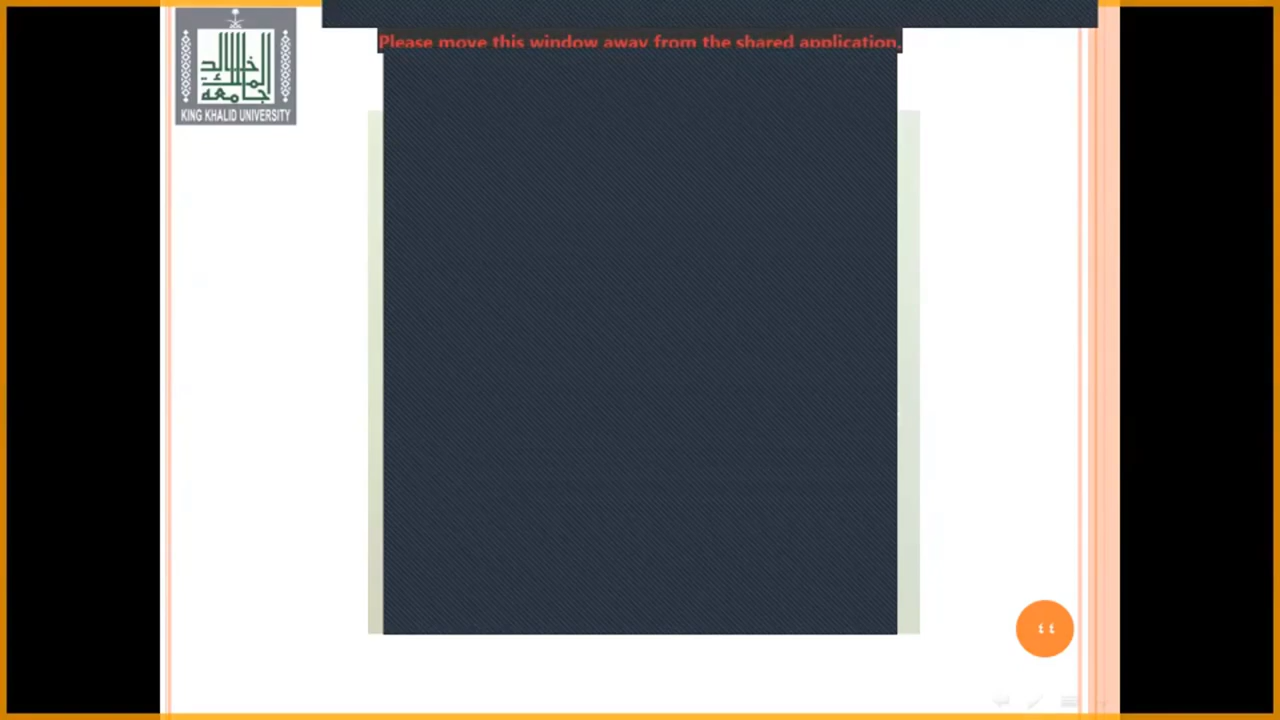 Please move this window away from the shared application.
جامعة الملك خالد
KING KHALID UNIVERSITY
٤٤